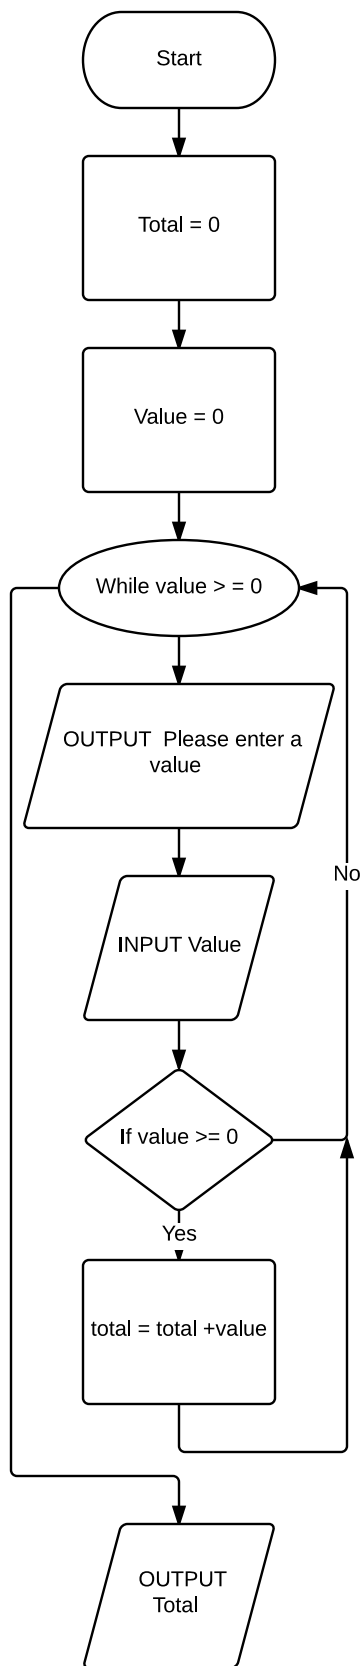 Start
Total = 0
Value = 0
While value > = 0
OUTPUT  Please enter a
value
INPUT Value
No
If value >= 0
Yes
total = total +value
OUTPUT
Total